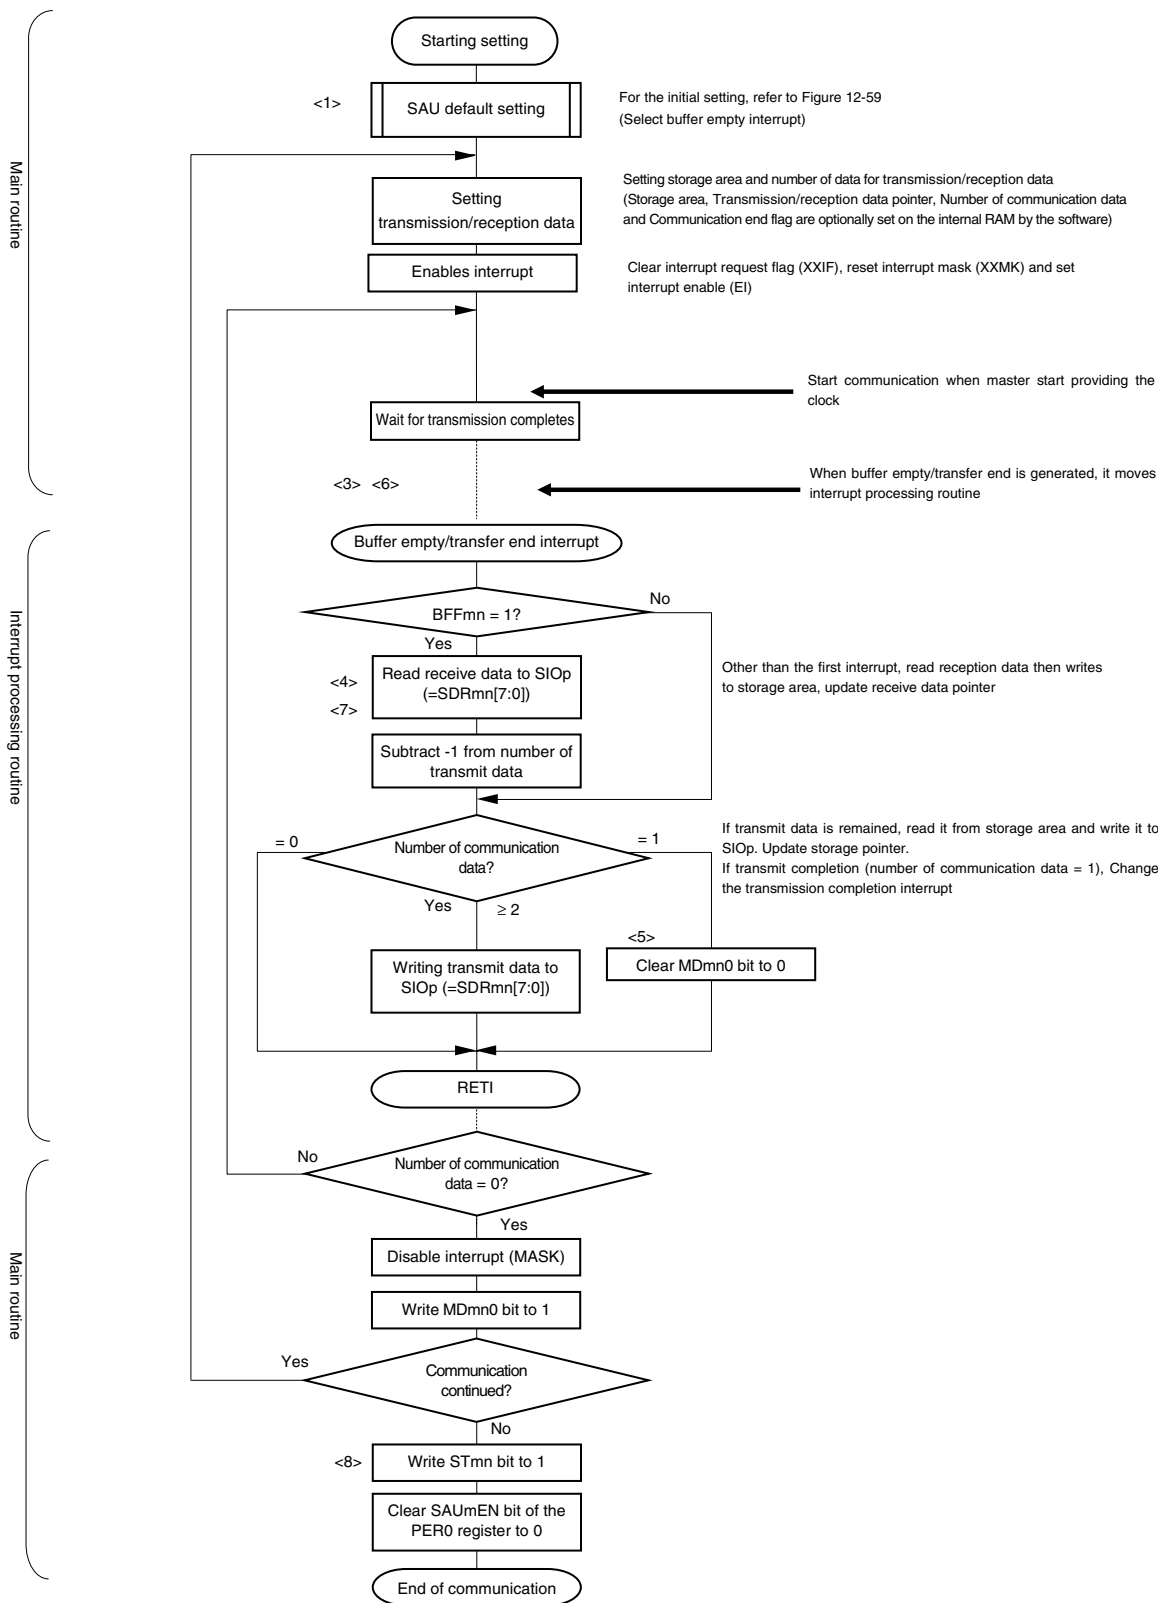 Starting setting
<1>
SAU default setting
For the initial setting, refer to Figure 12-59
(Select buffer empty interrupt)
Main routine
Setting
transmission/reception data
Setting storage area and number of data for transmission/reception data
(Storage area, Transmission/reception data pointer, Number of communication data
and Communication end flag are optionally set on the internal RAM by the software)
Enables interrupt
Clear interrupt request flag (XXIF), reset interrupt mask (XXMK) and set
interrupt enable (EI)
Start communication when master start providing the
clock
Wait for transmission completes
<3> <6>
When buffer empty/transfer end is generated, it moves
interrupt processing routine
Interrupt processing routine
Buffer empty/transfer end interrupt
BFFmn = 1?
No
Yes
<4>
<7>
Read receive data to SIOp
(=SDRmn[7:0])
Other than the first interrupt, read reception data then writes
to storage area, update receive data pointer
Subtract -1 from number of
transmit data
= 0
Number of communication
data?
= 1
If transmit data is remained, read it from storage area and write it to
SIOp. Update storage pointer.
If transmit completion (number of communication data = 1), Change
the transmission completion interrupt
Yes
≥ 2
<5>
Writing transmit data to
SIOp (=SDRmn[7:0])
Clear MDmn0 bit to 0
RETI
Main routine
No
Number of communication
data = 0?
Yes
Disable interrupt (MASK)
Write MDmn0 bit to 1
Yes
Communication
continued?
No
<8>
Write STmn bit to 1
Clear SAUmEN bit of the
PER0 register to 0
End of communication